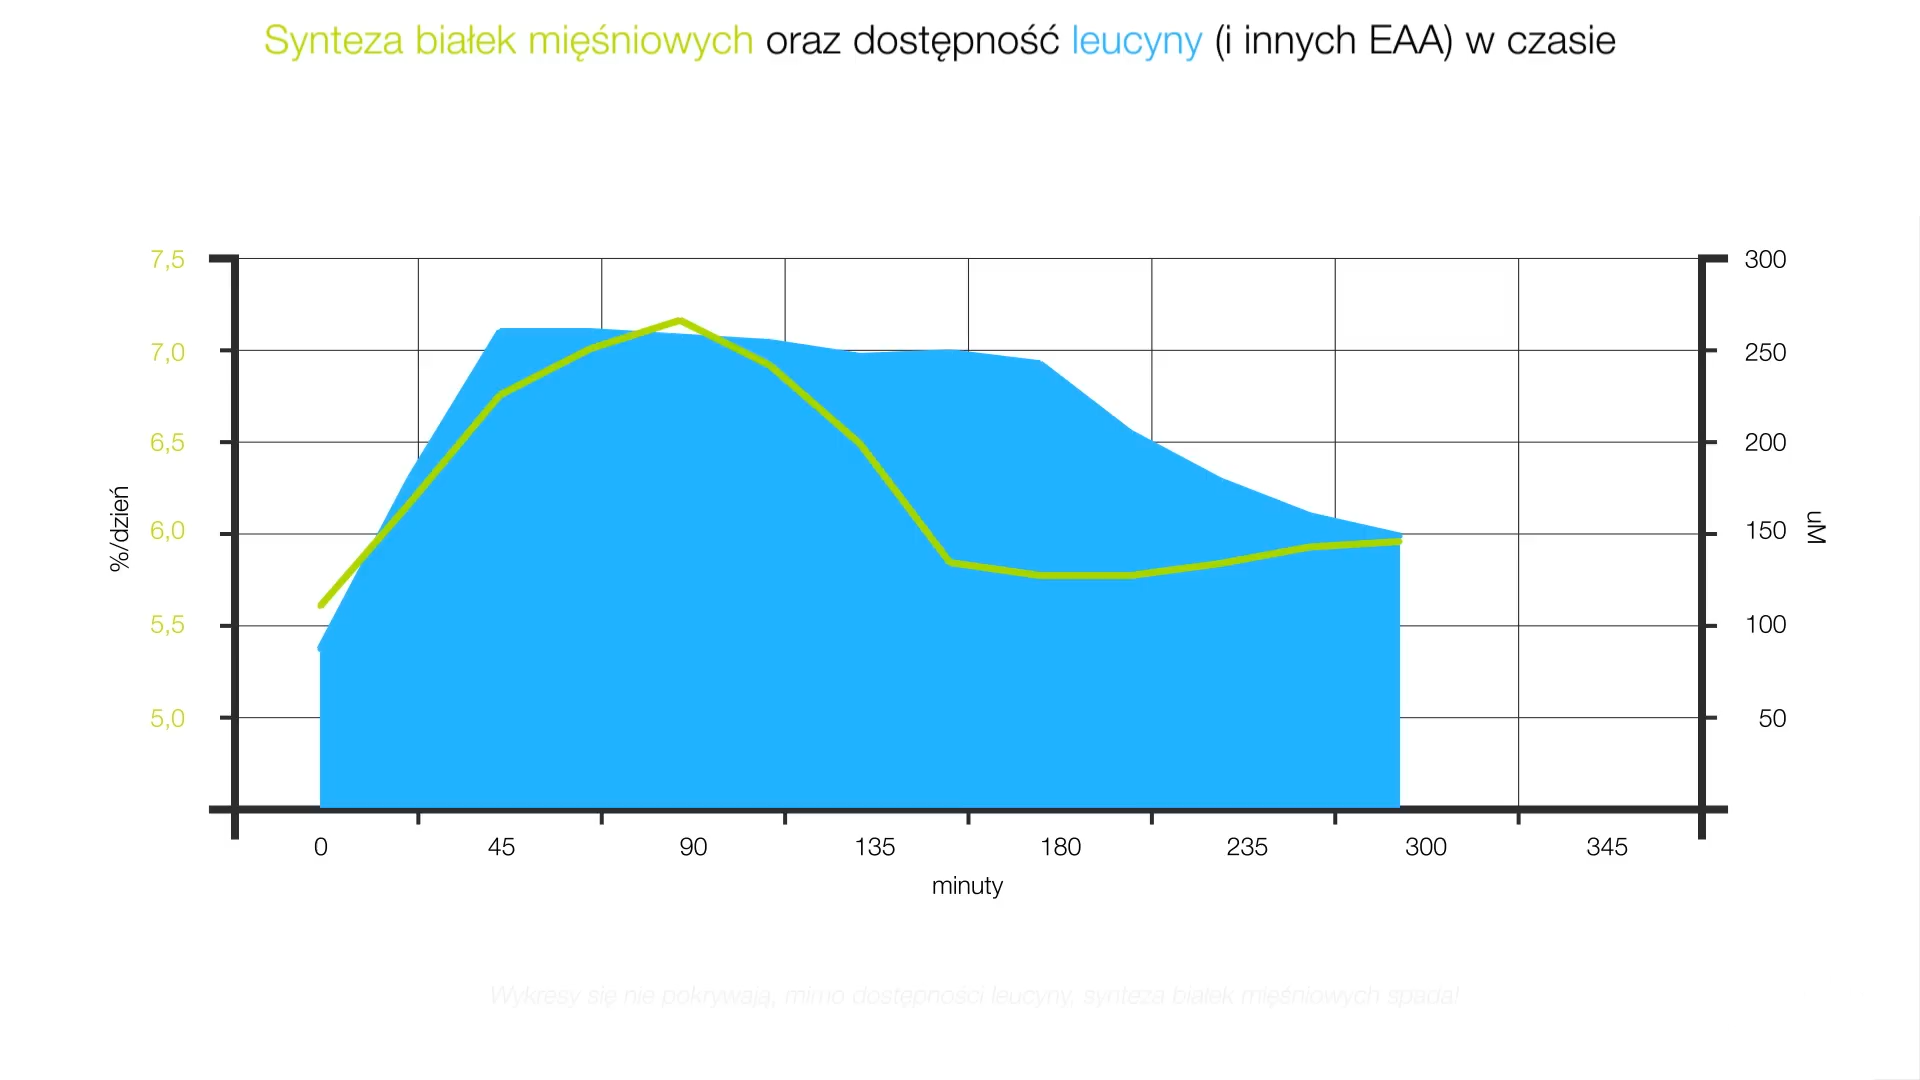 Synteza białek mięśniowych oraz dostępność leucyny (i innych EAA) w czasie
7,5
7,0
6,5
6,0
5,5
5,0
%/dzień
300
250
200
150
100
50
uM
0 45 90 135 180 235 300 345
minuty
Wykresy się nie pokrywają, mimo dostępności leucyny, synteza białek mięśniowych spada!